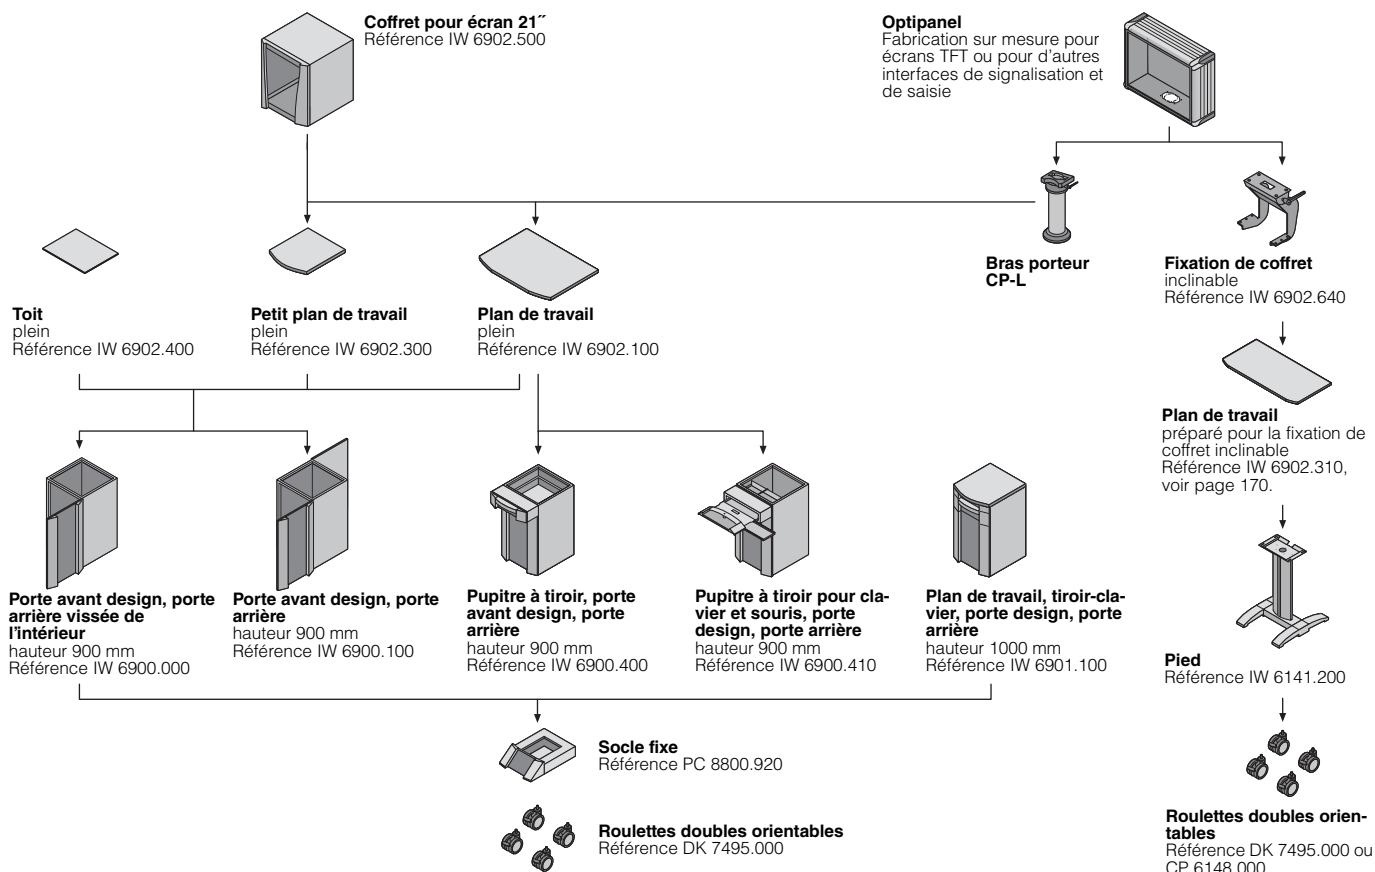 Coffret pour écran 21˝
Référence IW 6902.500
Optipanel
Fabrication sur mesure pour
écrans TFT ou pour d'autres
interfaces de signalisation et
de saisie
Bras porteur
CP-L
Fixation de coffret
inclinable
Référence IW 6902.640
Toit
plein
Référence IW 6902.400
Petit plan de travail
plein
Référence IW 6902.300
Plan de travail
plein
Référence IW 6902.100
Plan de travail
préparé pour la fixation de
coffret inclinable
Référence IW 6902.310,
voir page 170.
Porte avant design, porte
arrière vissée de
l'intérieur
hauteur 900 mm
Référence IW 6900.000
Porte avant design, porte
arrière
hauteur 900 mm
Référence IW 6900.100
Pupitre à tiroir, porte
avant design, porte
arrière
hauteur 900 mm
Référence IW 6900.400
Pupitre à tiroir pour cla-
vier et souris, porte
design, porte arrière
hauteur 900 mm
Référence IW 6900.410
Plan de travail, tiroir-cla-
vier, porte design, porte
arrière
hauteur 1000 mm
Référence IW 6901.100
Pied
Référence IW 6141.200
Socle fixe
Référence PC 8800.920
Roulettes doubles orientables
Référence DK 7495.000
Roulettes doubles orien-
tables
Référence DK 7495.000 ou
CP 6148.000